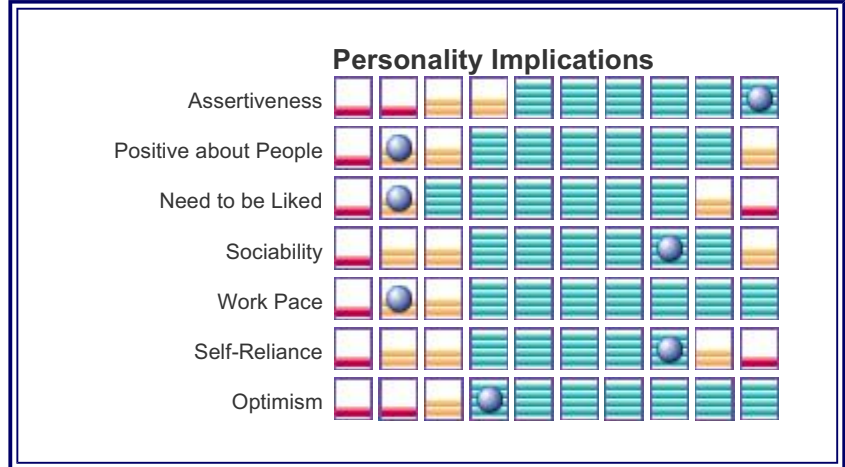 Personality Implications
Assertiveness
Positive about People
Need to be Liked
Sociability
Work Pace
Self-Reliance
Optimism